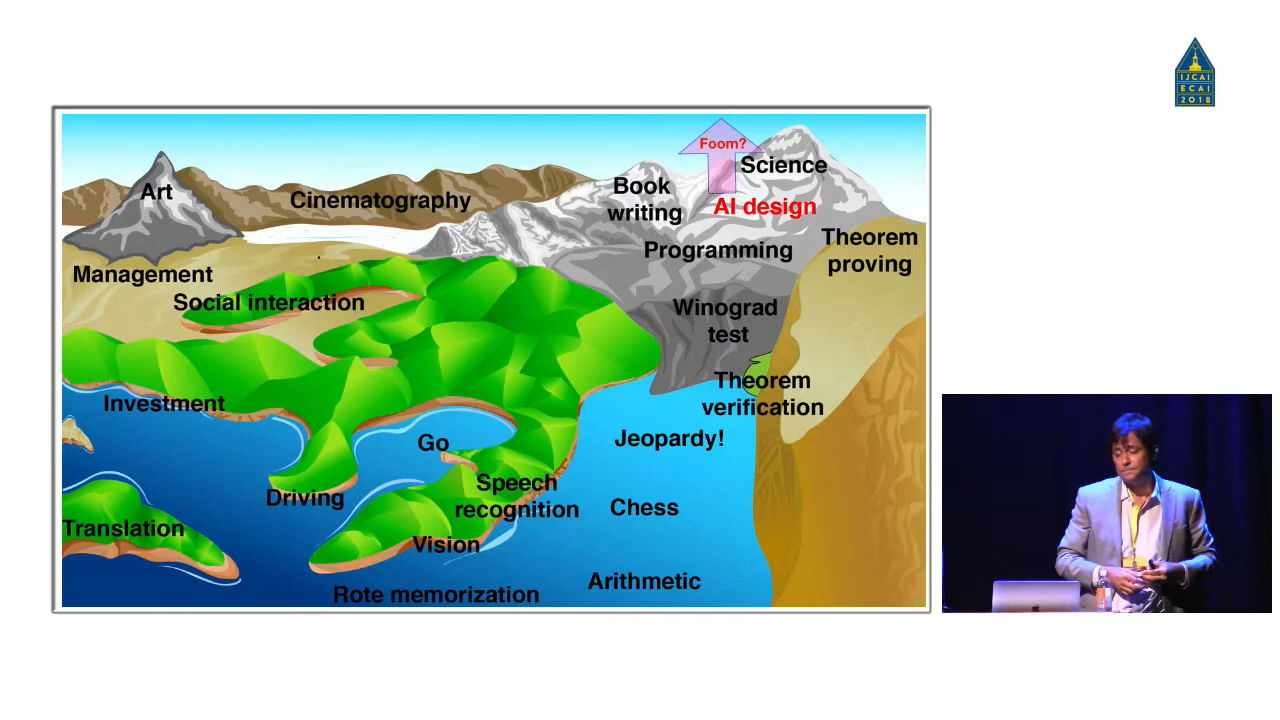 IJCAI
ECAI
2018
Foom?
Science
Art
Book
writing
Cinematography
AI design
Programming
Theorem
proving
Management
Social interaction
Winograd
test
Theorem
verification
Investment
Jeopardy!
Go
Speech
recognition
Driving
Chess
Translation
Vision
Arithmetic
Rote memorization